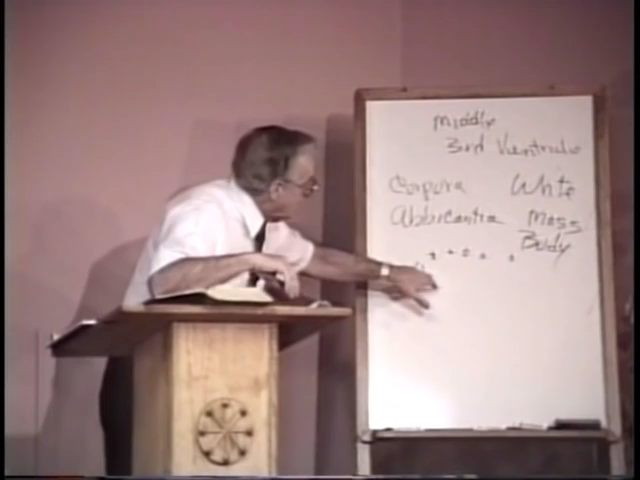 Middle
3rd Ventricle
Corpora White
Albicantia Mass
Body